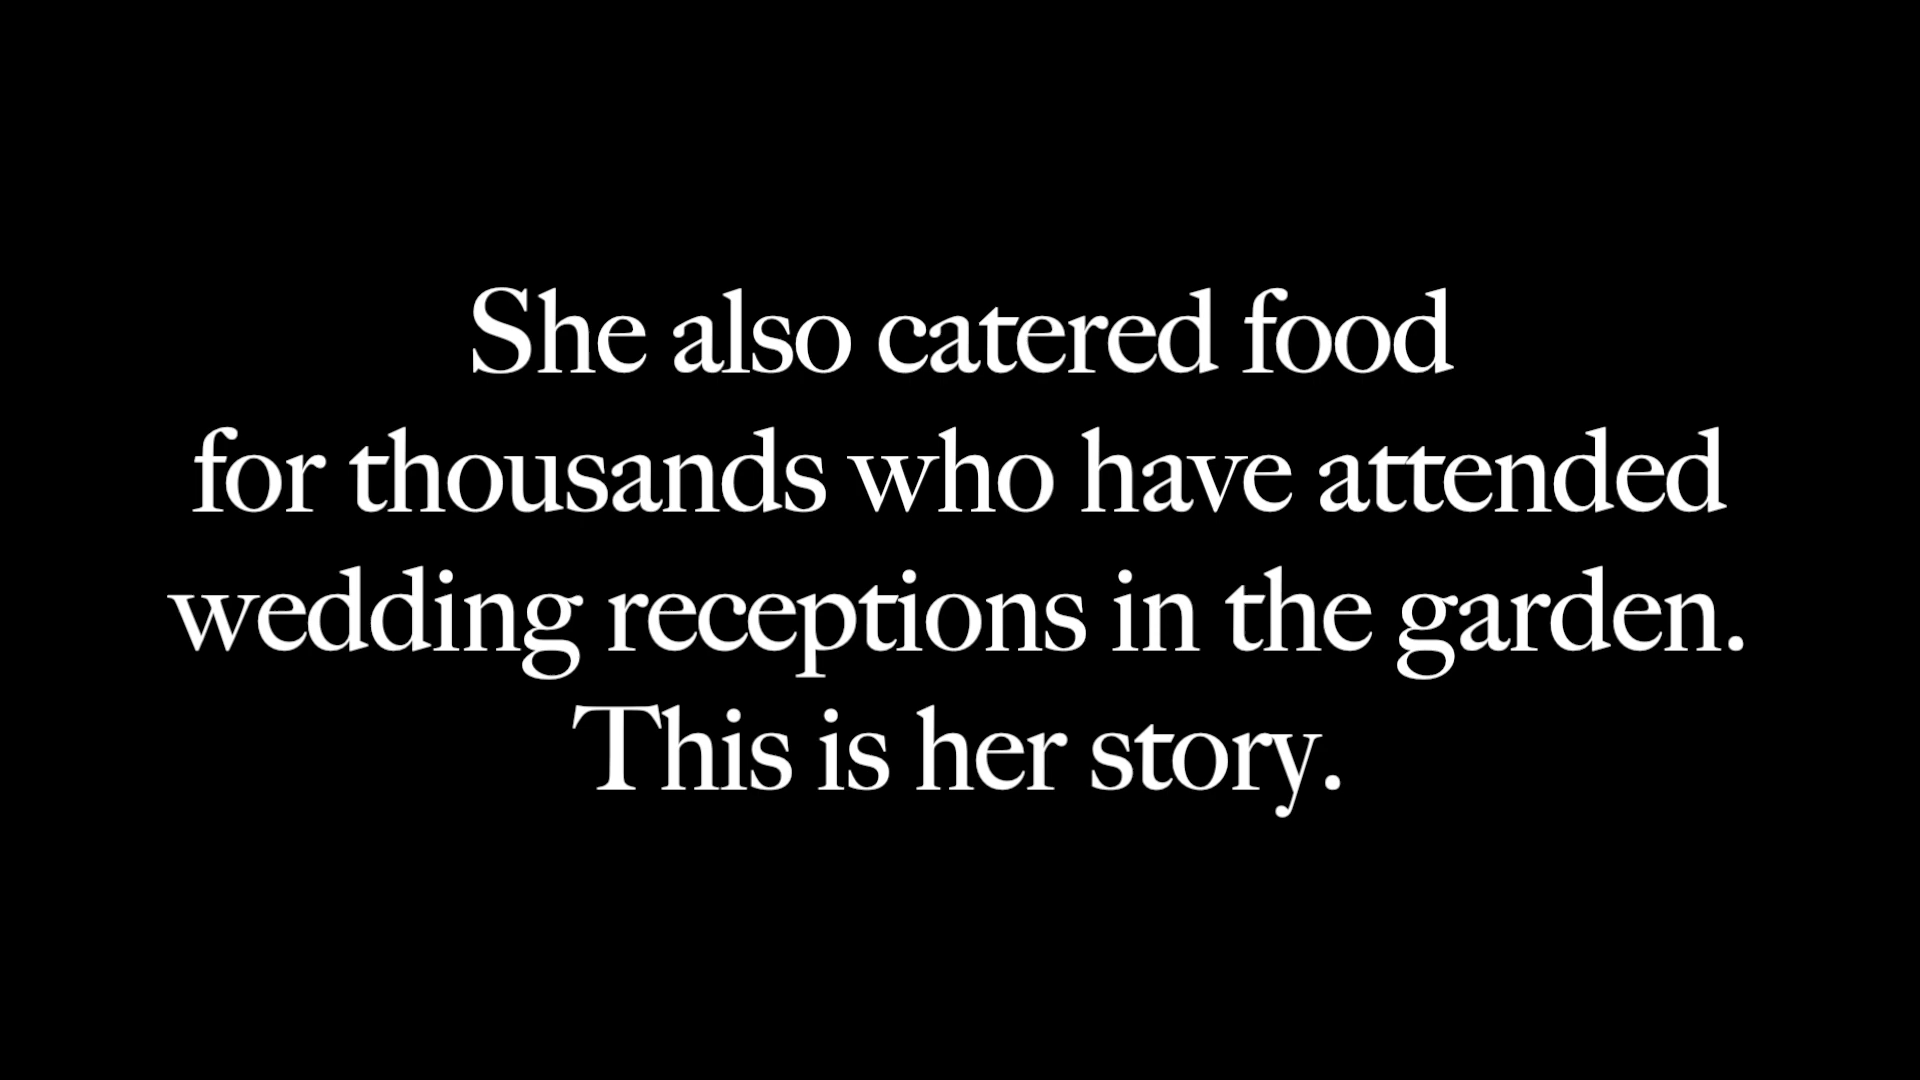 She also catered food
for thousands who have attended
wedding receptions in the garden.
This is her story.